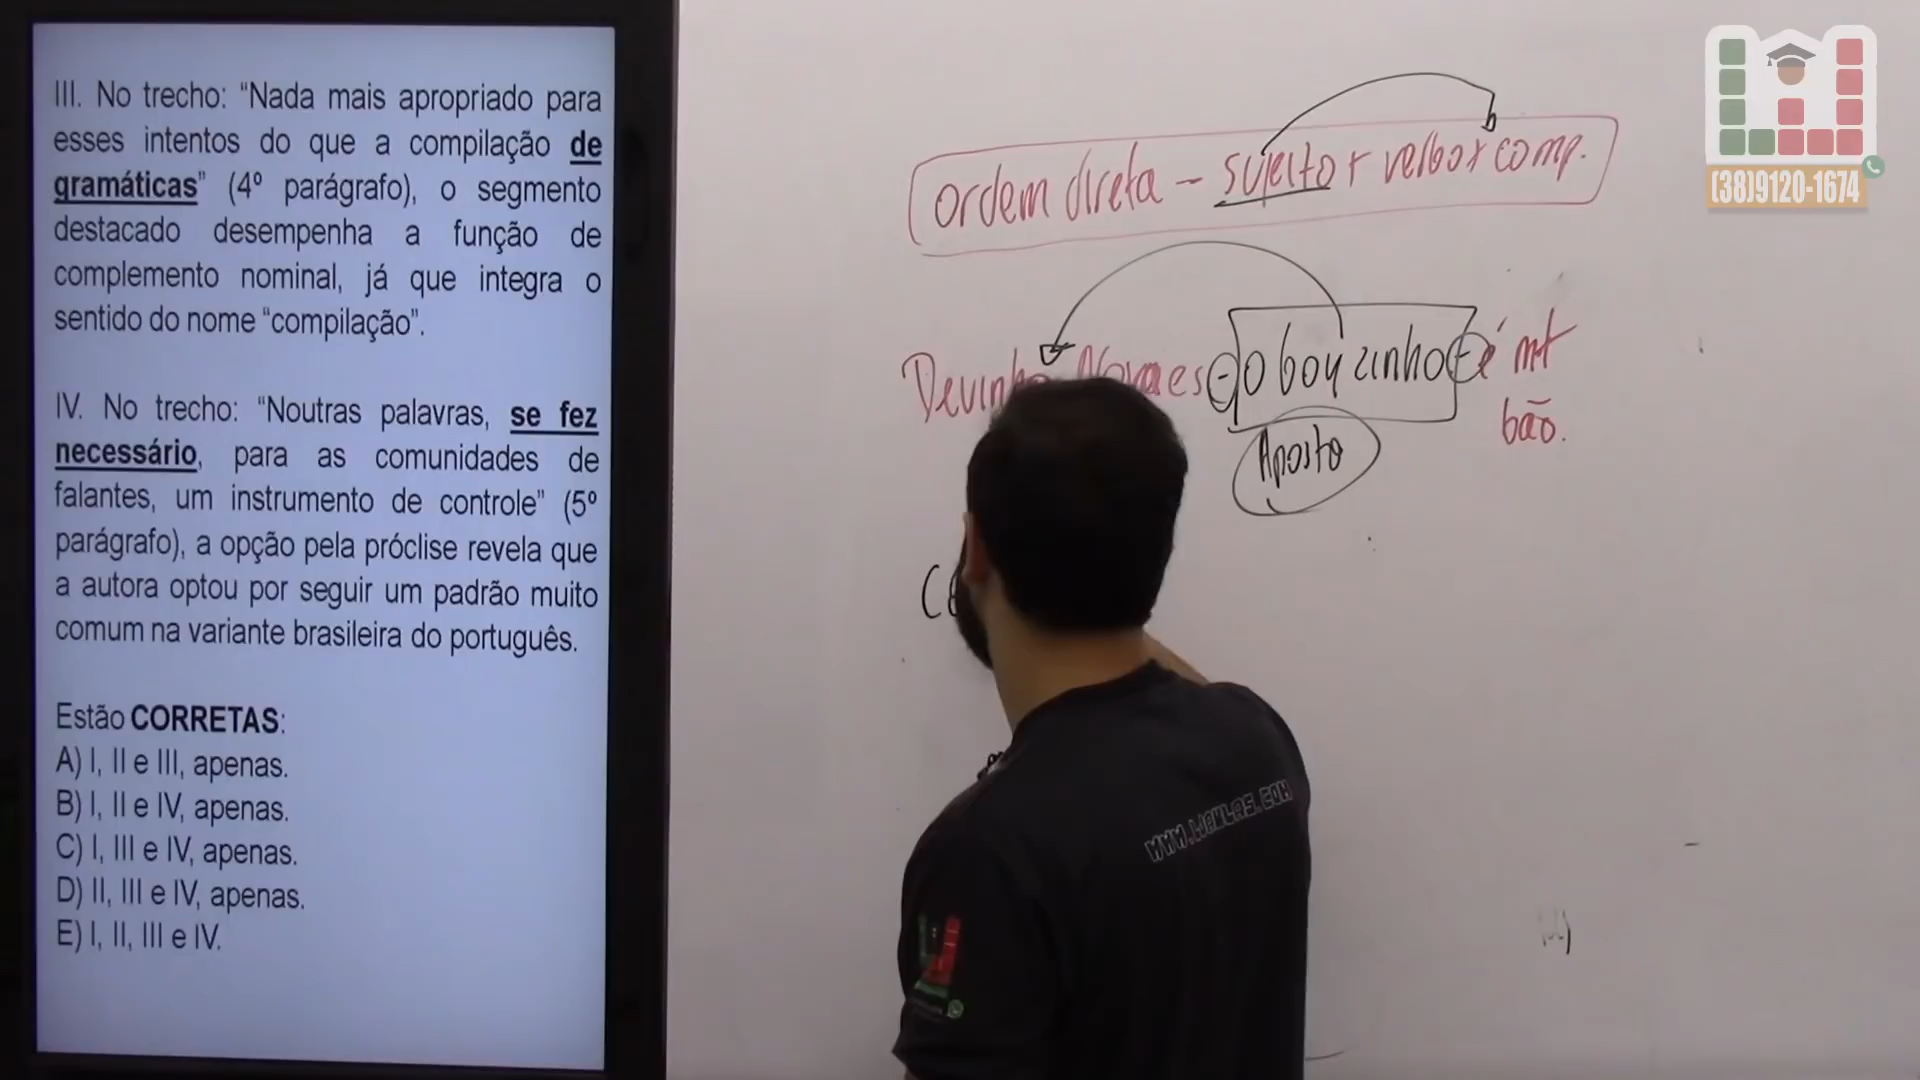 III. No trecho: “Nada mais apropriado para
esses intentos do que a compilação de
gramáticas” (4º parágrafo), o segmento
destacado desempenha a função de
complemento nominal, já que integra o
sentido do nome “compilação”.
IV. No trecho: “Noutras palavras, se fez
necessário, para as comunidades de
falantes, um instrumento de controle” (5º
parágrafo), a opção pela próclise revela que
a autora optou por seguir um padrão muito
comum na variante brasileira do português.
Estão CORRETAS:
A) I, II e III, apenas.
B) I, II e IV, apenas.
C) I, III e IV, apenas.
D) II, III e IV, apenas.
E) I, II, III e IV.
ordem direta - sujeito + verbo + comp.
Devinho Novaes - o boyzinho - é mt
bão.
Aposto
(38)9120-1674
WWW.LJAULAS.COM